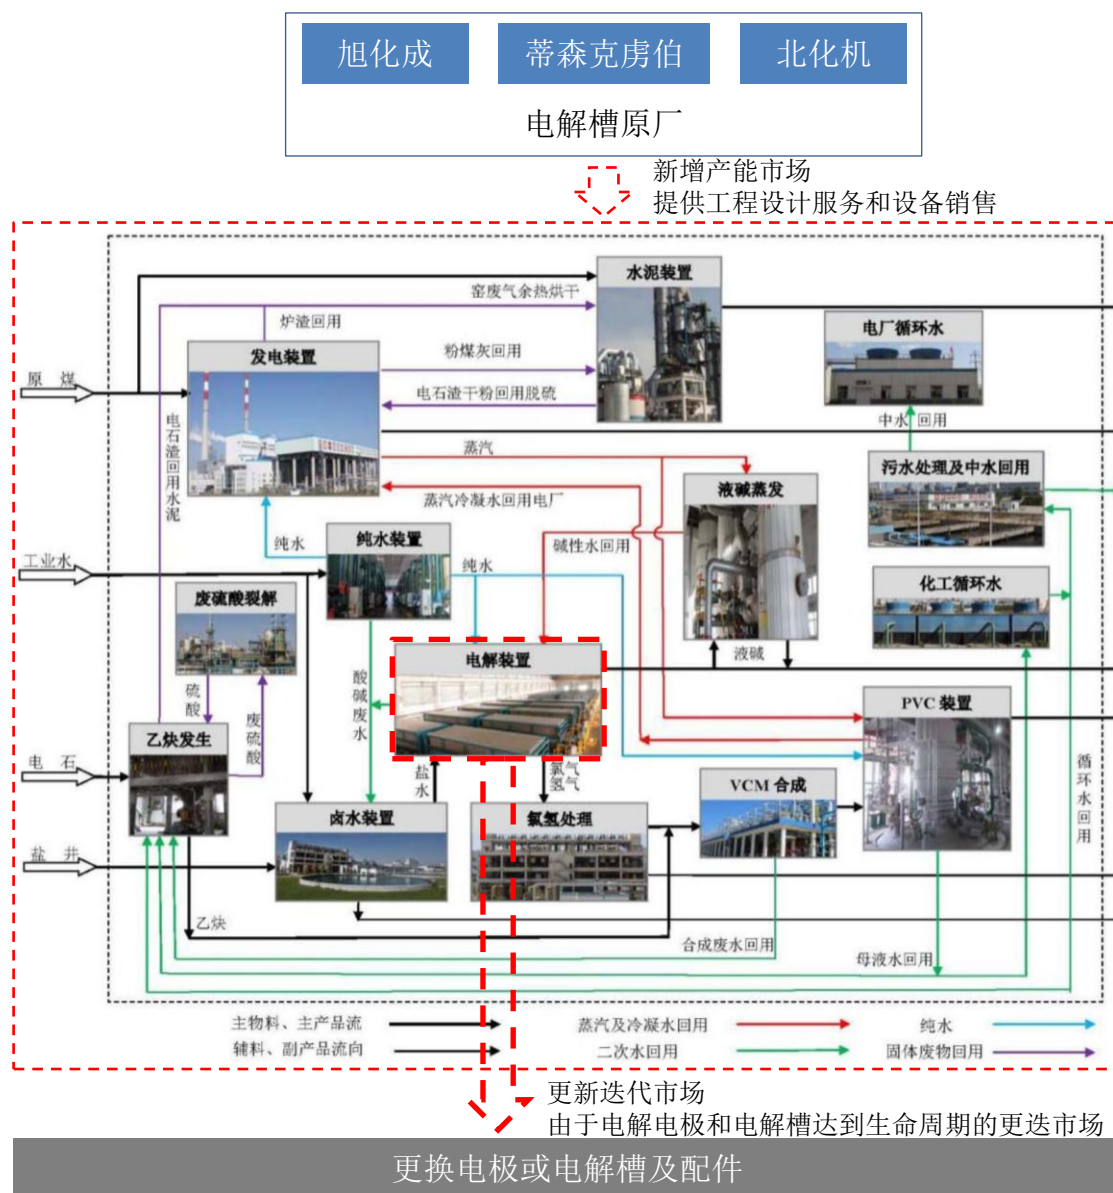 旭化成
蒂森克虏伯
北化机
电解槽原厂
新增产能市场
提供工程设计服务和设备销售
水泥装置
窑废气余热烘干
炉渣回用
电厂循环水
发电装置
粉煤灰回用
原 煤
电石渣干粉回用脱硫
中水 回用
电石渣回用水泥
蒸汽
污水处理及中水回用
液碱蒸发
蒸汽冷凝水回用电厂
纯水装置
碱性水回用
纯水
工业水
纯水
化工循环水
废硫酸裂解
液碱
电解装置
酸碱废水
硫酸
废硫酸
PVC 装置
乙炔发生
电 石
盐水
氯气
氢气
VCM 合成
循环水回用
卤水装置
氯氢处理
盐 井
乙炔
合成废水回用
母液水回用
主物料、主产品流
蒸汽及冷凝水回用
纯水
辅料、副产品流向
二次水回用
固体废物回用
更新迭代市场
由于电解电极和电解槽达到生命周期的更迭市场
更换电极或电解槽及配件